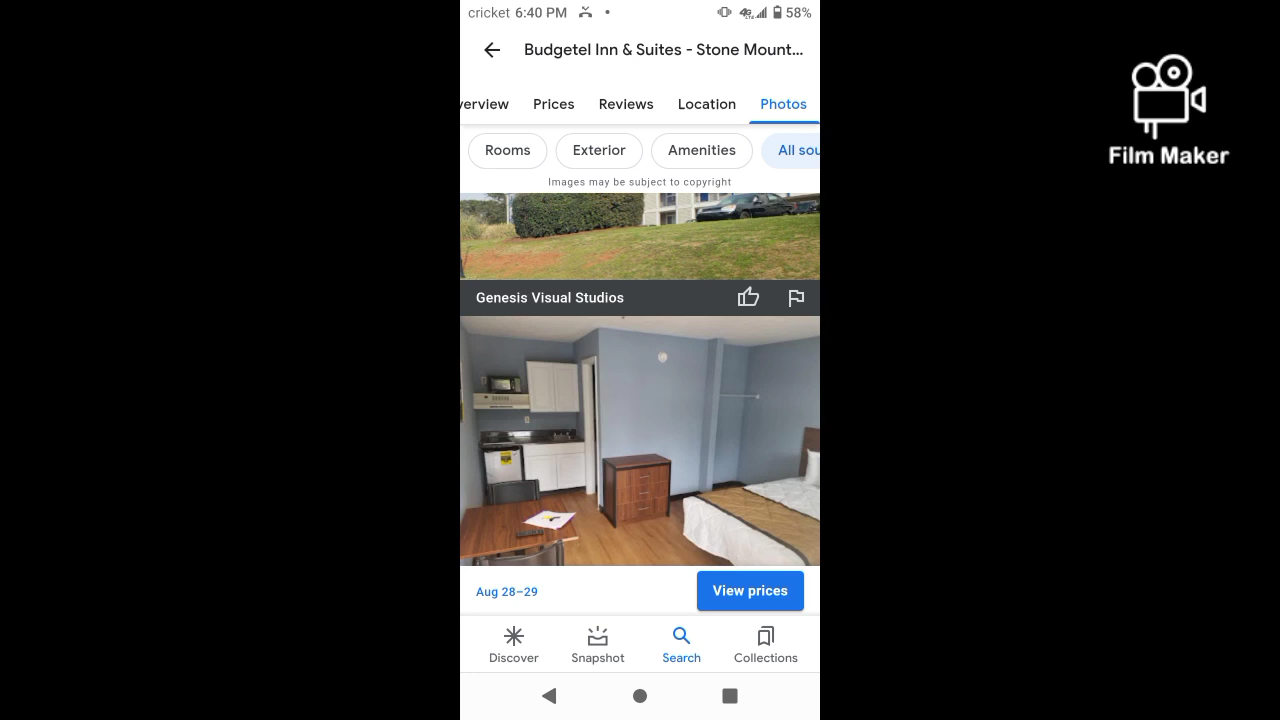 cricket 6:40 PM
4G
58%
Budgetel Inn & Suites - Stone Mount...
verview Prices Reviews Location Photos
Rooms Exterior Amenities All sou
Images may be subject to copyright
Genesis Visual Studios
Aug 28–29
View prices
Discover Snapshot Search Collections
Film Maker